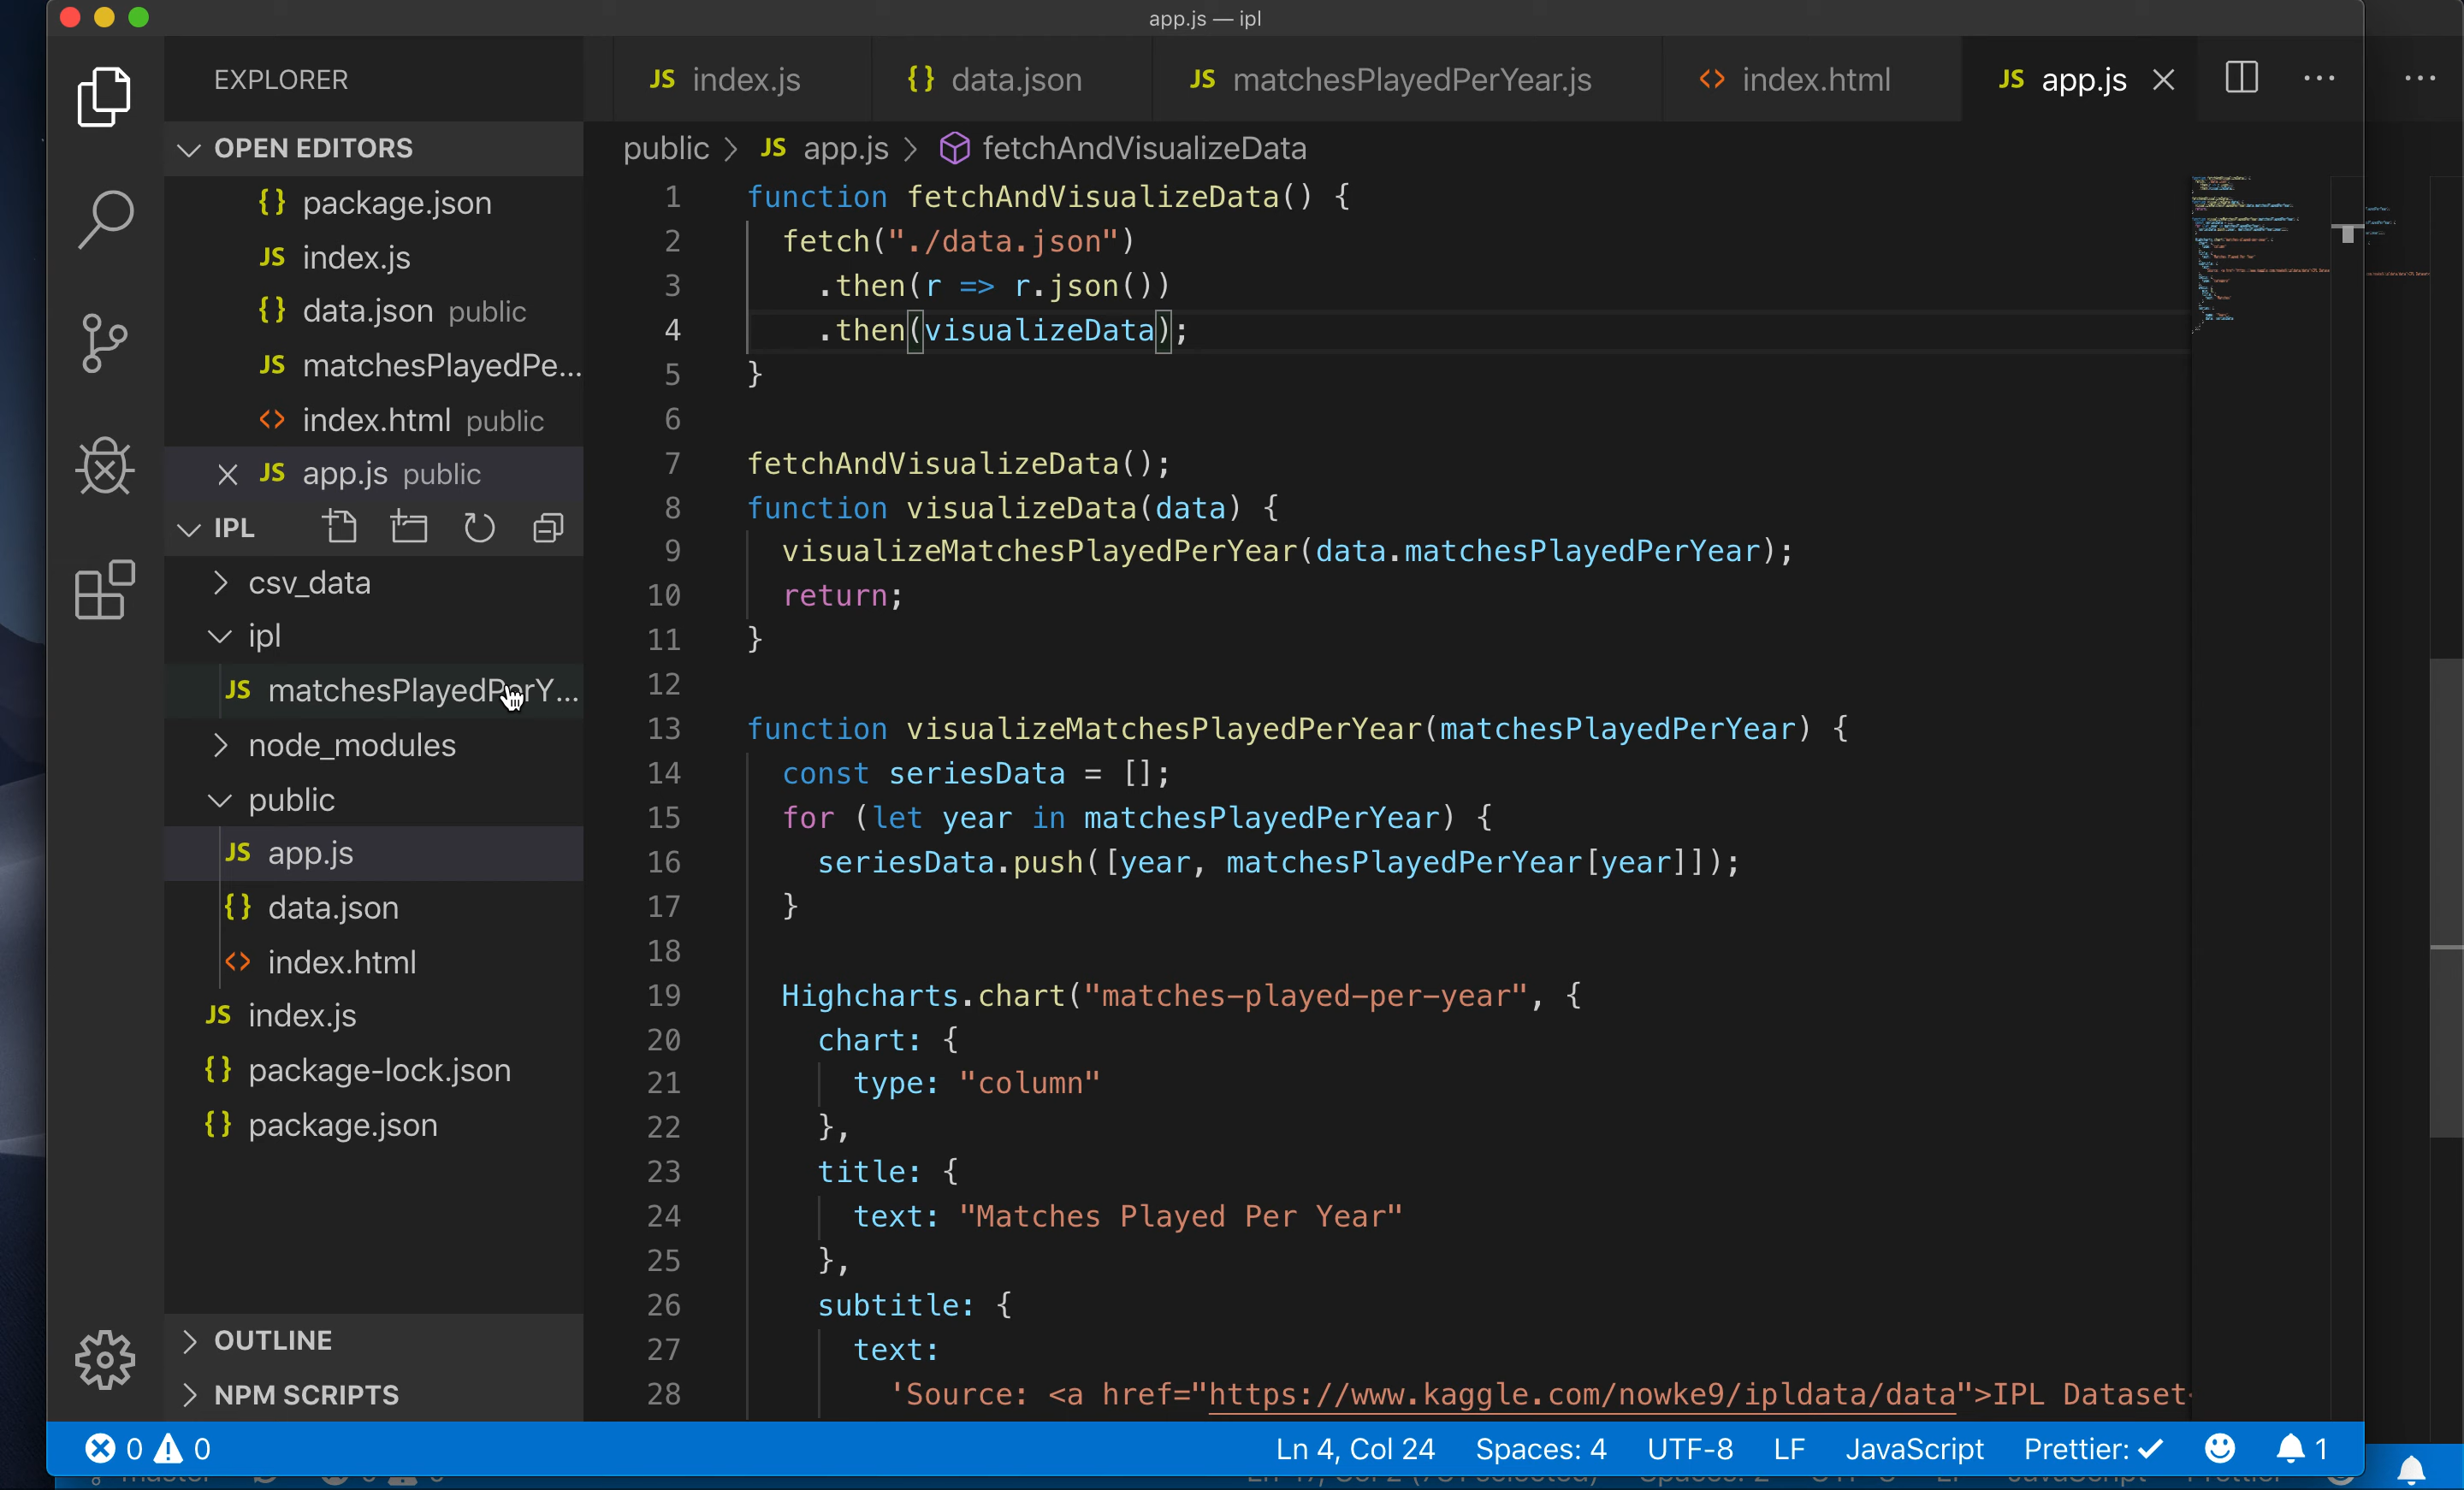 app.js — ipl
EXPLORER
JS index.js
{} data.json
JS matchesPlayedPerYear.js
<> index.html
JS app.js
OPEN EDITORS
{} package.json
JS index.js
{} data.json public
JS matchesPlayedPe...
<> index.html public
JS app.js public
IPL
csv_data
ipl
JS matchesPlayedPerY...
node_modules
public
JS app.js
{} data.json
<> index.html
JS index.js
{} package-lock.json
{} package.json
OUTLINE
NPM SCRIPTS
public > JS app.js > fetchAndVisualizeData
1 function fetchAndVisualizeData() {
2 fetch("./data.json")
3 .then(r => r.json())
4 .then(visualizeData);
5 }
6
7 fetchAndVisualizeData();
8 function visualizeData(data) {
9 visualizeMatchesPlayedPerYear(data.matchesPlayedPerYear);
10 return;
11 }
12
13 function visualizeMatchesPlayedPerYear(matchesPlayedPerYear) {
14 const seriesData = [];
15 for (let year in matchesPlayedPerYear) {
16 seriesData.push([year, matchesPlayedPerYear[year]]);
17 }
18
19 Highcharts.chart("matches-played-per-year", {
20 chart: {
21 type: "column"
22 },
23 title: {
24 text: "Matches Played Per Year"
25 },
26 subtitle: {
27 text:
28 'Source: <a href="https://www.kaggle.com/nowke9/ipldata/data">IPL Dataset
0 0
Ln 4, Col 24
Spaces: 4
UTF-8
LF
JavaScript
Prettier: ✓
1